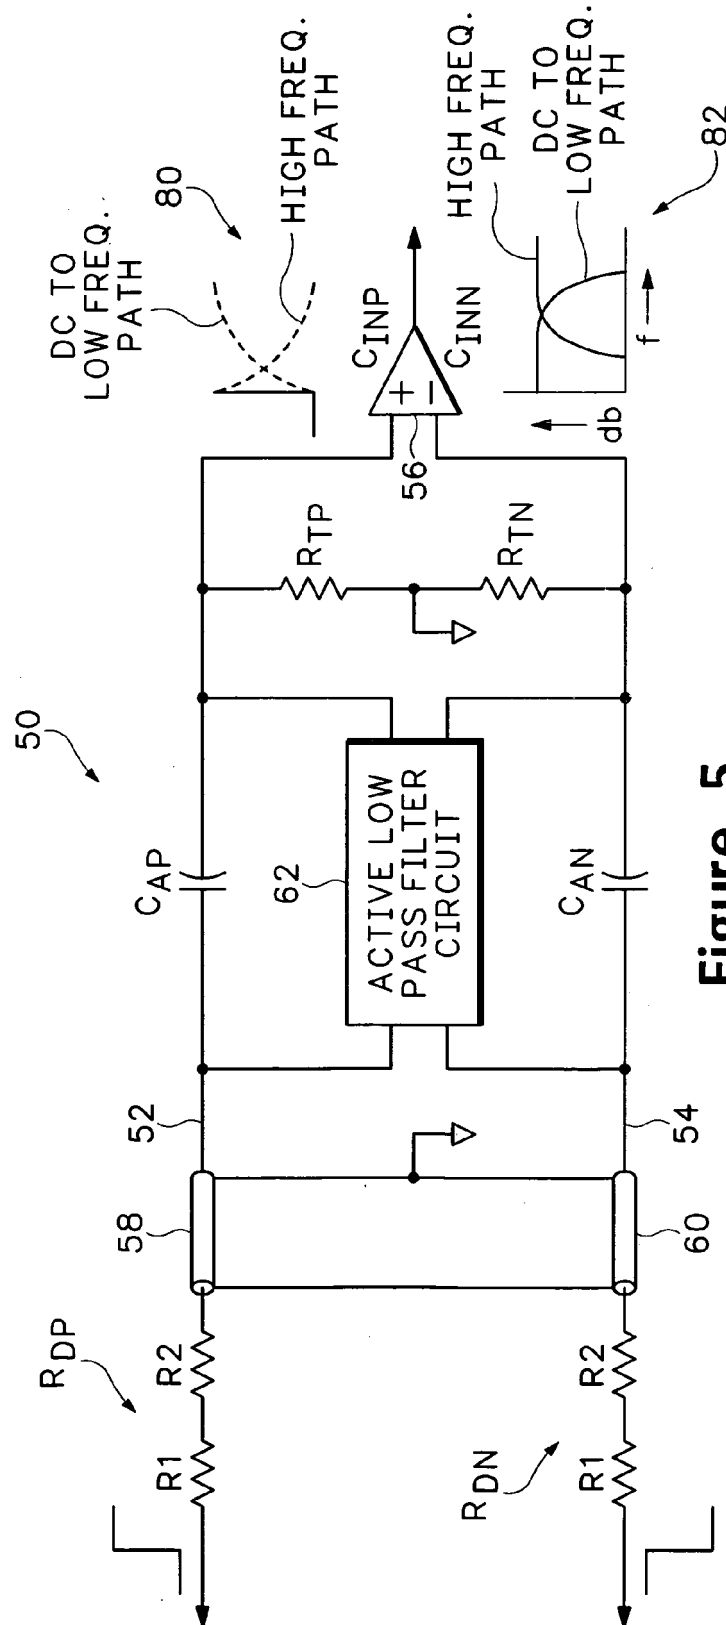 50
DC TO
LOW FREQ.
PATH
80
HIGH FREQ.
PATH
R_DP
R1
R2
58
52
C_AP
62
ACTIVE LOW
PASS FILTER
CIRCUIT
R_TP
R_TN
56
+
−
C_INP
C_INN
R_DN
R1
R2
60
54
C_AN
HIGH FREQ.
PATH
DC TO
LOW FREQ.
PATH
82
db
f
Figure 5